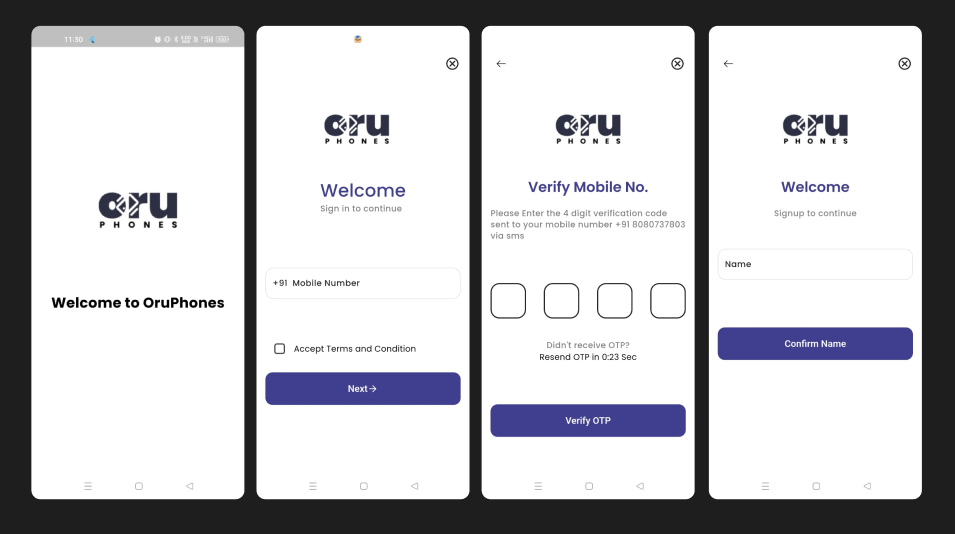 11:30
oru
PHONES
Welcome to OruPhones
oru
PHONES
Welcome
Sign in to continue
+91 Mobile Number
Accept Terms and Condition
Next→
oru
PHONES
Verify Mobile No.
Please Enter the 4 digit verification code
sent to your mobile number +91 8080737803
via sms
Didn't receive OTP?
Resend OTP in 0:23 Sec
Verify OTP
oru
PHONES
Welcome
Signup to continue
Name
Confirm Name